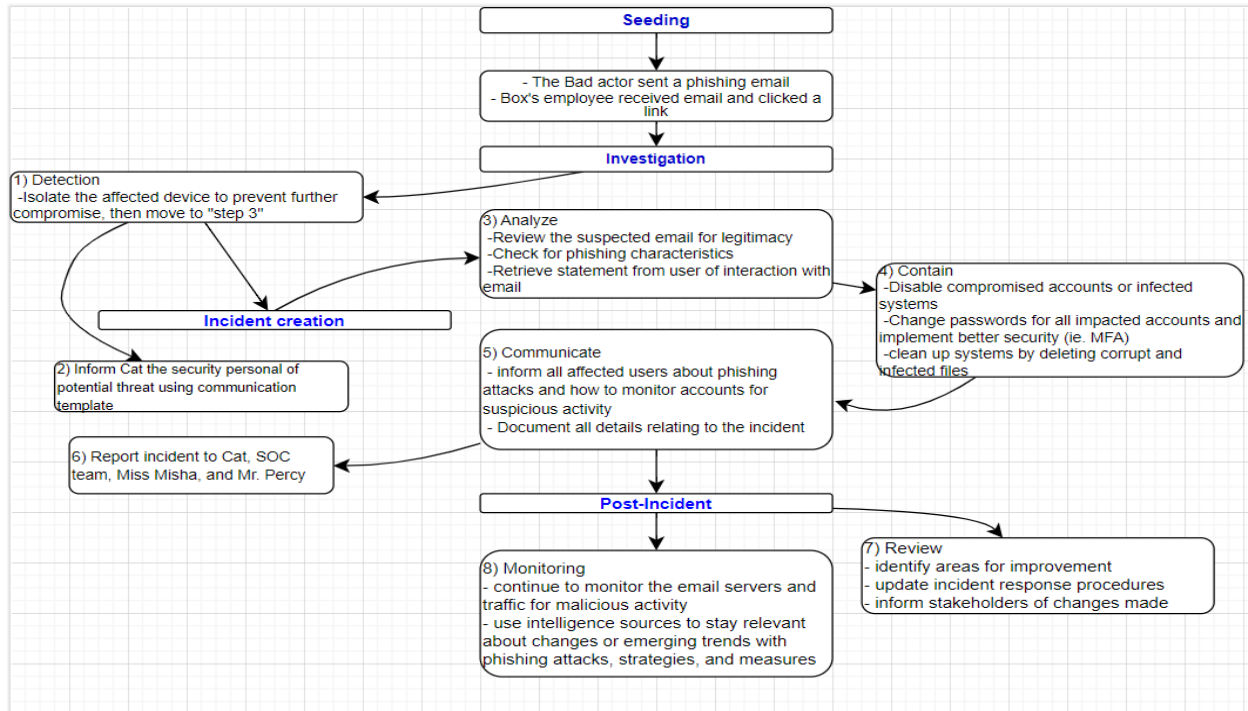 Seeding
- The Bad actor sent a phishing email
- Box's employee received email and clicked a
link
Investigation
1) Detection
-Isolate the affected device to prevent further
compromise, then move to "step 3"
Incident creation
2) Inform Cat the security personal of
potential threat using communication
template
3) Analyze
-Review the suspected email for legitimacy
-Check for phishing characteristics
-Retrieve statement from user of interaction with
email
4) Contain
-Disable compromised accounts or infected
systems
-Change passwords for all impacted accounts and
implement better security (ie. MFA)
-clean up systems by deleting corrupt and
infected files
5) Communicate
- inform all affected users about phishing
attacks and how to monitor accounts for
suspicious activity
- Document all details relating to the incident
6) Report incident to Cat, SOC
team, Miss Misha, and Mr. Percy
Post-Incident
7) Review
- identify areas for improvement
- update incident response procedures
- inform stakeholders of changes made
8) Monitoring
- continue to monitor the email servers and
traffic for malicious activity
- use intelligence sources to stay relevant
about changes or emerging trends with
phishing attacks, strategies, and measures